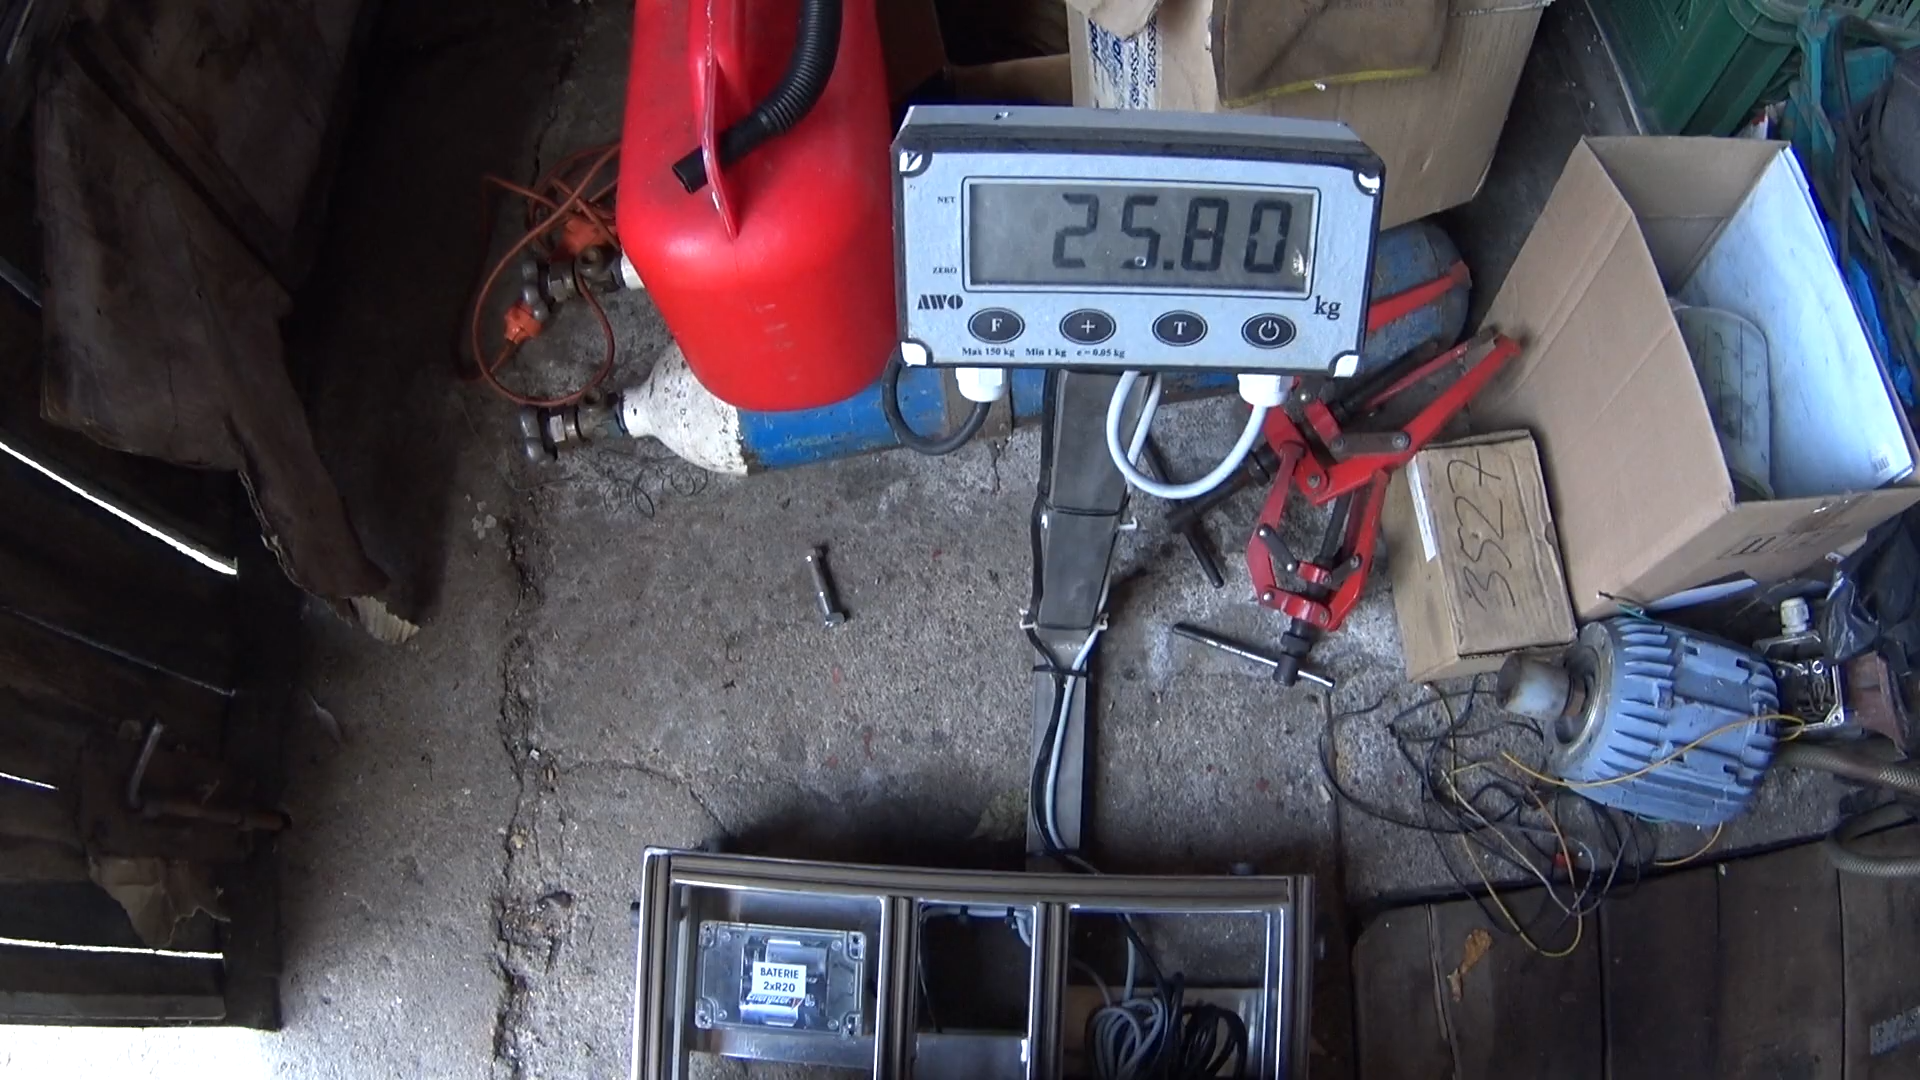 NET
25.80
ZERO
AWO
kg
F
+
T
Max 150 kg Min 1 kg e = 0.05 kg
3527
BATERIE
2xR20